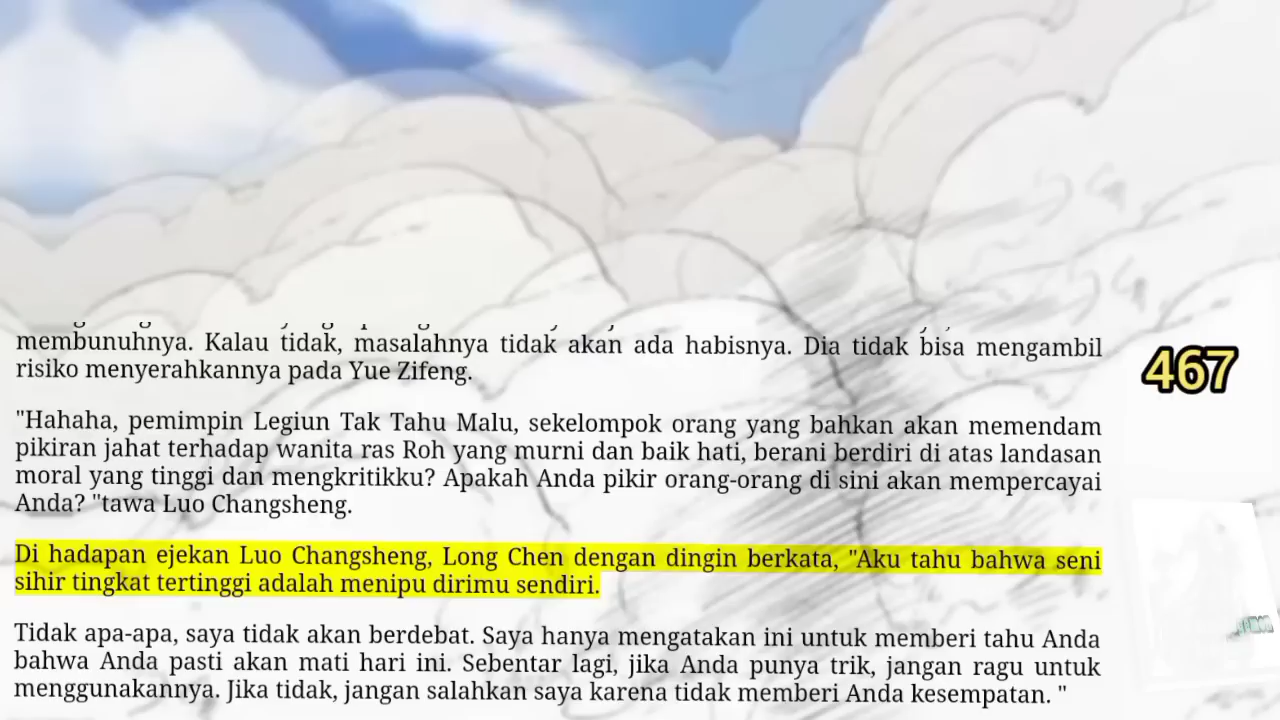 membunuhnya. Kalau tidak, masalahnya tidak akan ada habisnya. Dia tidak bisa mengambil
risiko menyerahkannya pada Yue Zifeng.
467
"Hahaha, pemimpin Legiun Tak Tahu Malu, sekelompok orang yang bahkan akan memendam
pikiran jahat terhadap wanita ras Roh yang murni dan baik hati, berani berdiri di atas landasan
moral yang tinggi dan mengkritikku? Apakah Anda pikir orang-orang di sini akan mempercayai
Anda? "tawa Luo Changsheng.
Di hadapan ejekan Luo Changsheng, Long Chen dengan dingin berkata, "Aku tahu bahwa seni
sihir tingkat tertinggi adalah menipu dirimu sendiri.
Tidak apa-apa, saya tidak akan berdebat. Saya hanya mengatakan ini untuk memberi tahu Anda
bahwa Anda pasti akan mati hari ini. Sebentar lagi, jika Anda punya trik, jangan ragu untuk
menggunakannya. Jika tidak, jangan salahkan saya karena tidak memberi Anda kesempatan. "